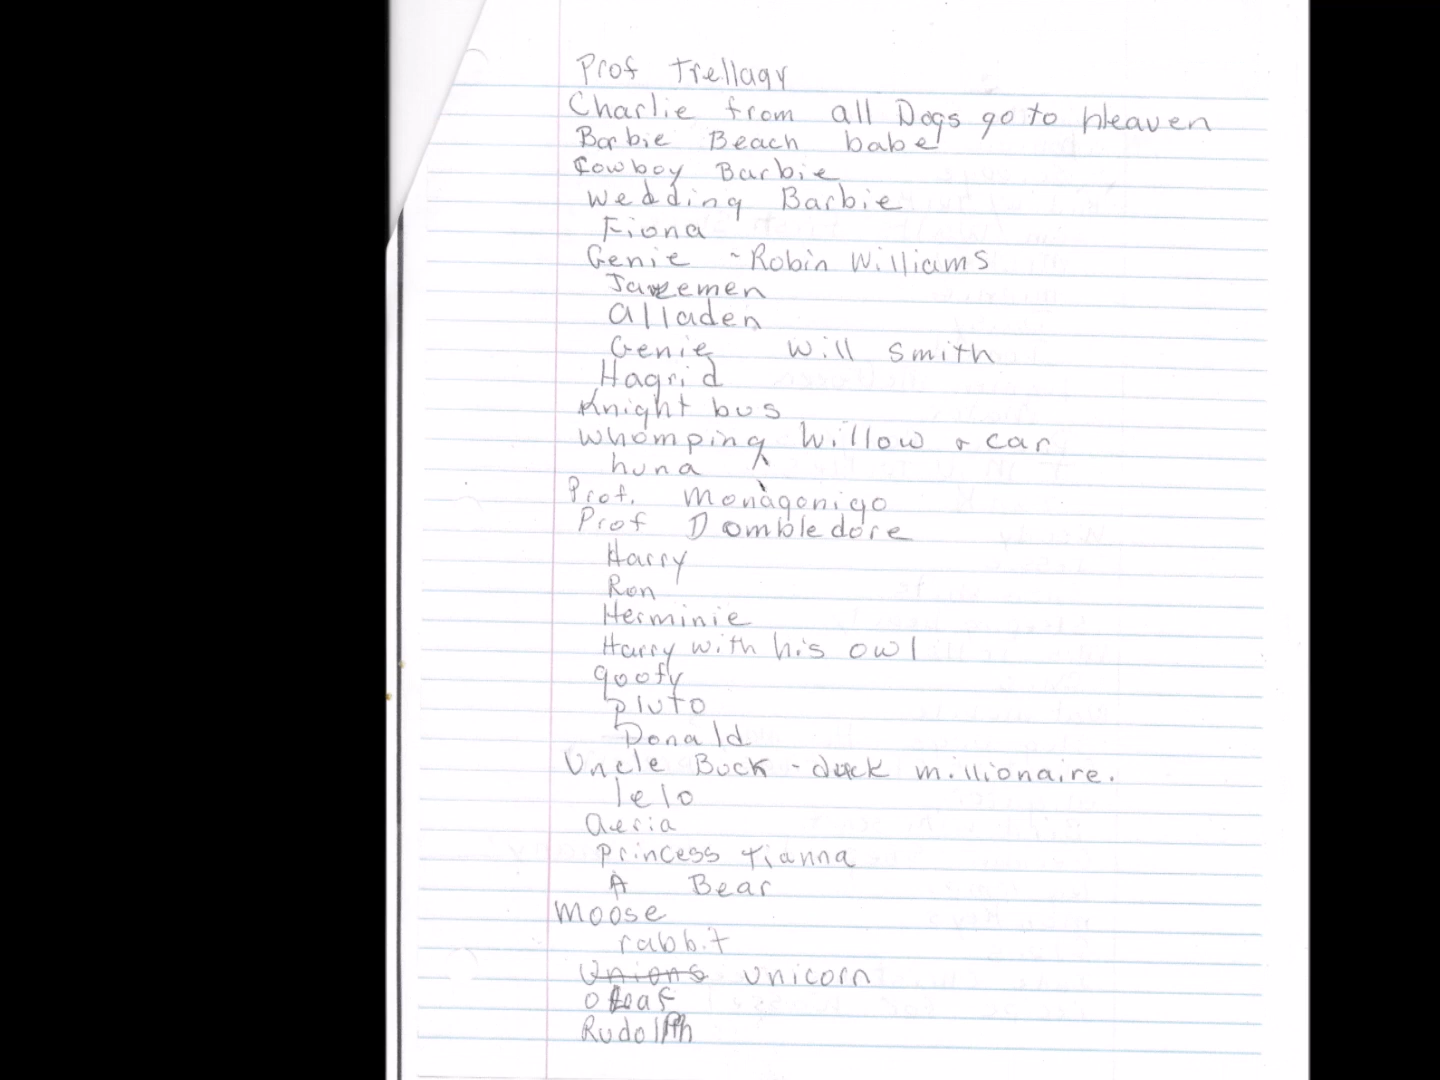 Prof Trellagy
Charlie from all Dogs go to heaven
Barbie Beach babe
Cowboy Barbie
Wedding Barbie
Fiona
Genie - Robin Williams
Jazemen
Alladen
Genie Will Smith
Hagrid
Knight bus
Whomping Willow + car
huna
Prof. Monagonigo
Prof Dombledore
Harry
Ron
Herminie
Harry with his owl
goofy
pluto
Donald
Uncle Buck - duck millionaire.
lelo
Aeria
Princess Tianna
A Bear
Moose
rabbit
Unions unicorn
Olaf
Rudolph